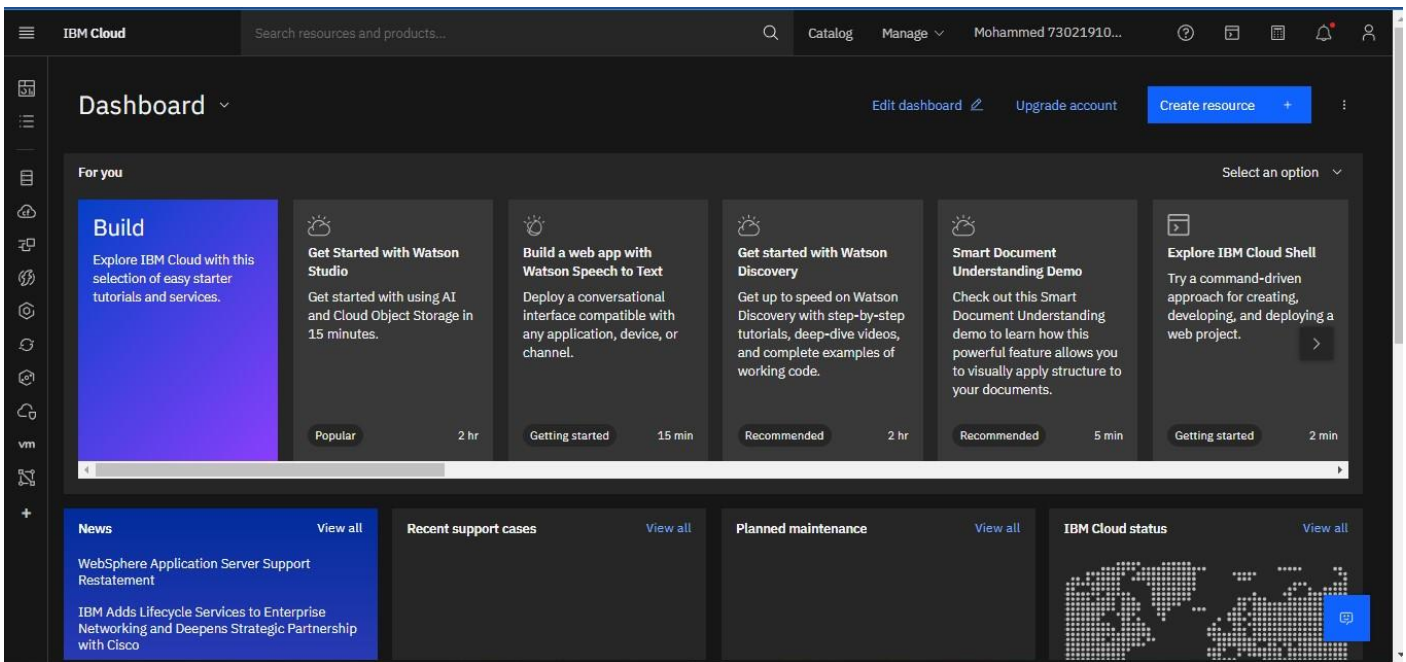 IBM Cloud
Search resources and products...
Catalog
Manage
Mohammed 73021910...
Dashboard
Edit dashboard
Upgrade account
Create resource +
For you
Select an option
Build
Explore IBM Cloud with this
selection of easy starter
tutorials and services.
Get Started with Watson
Studio
Get started with using AI
and Cloud Object Storage in
15 minutes.
Popular
2 hr
Build a web app with
Watson Speech to Text
Deploy a conversational
interface compatible with
any application, device, or
channel.
Getting started
15 min
Get started with Watson
Discovery
Get up to speed on Watson
Discovery with step-by-step
tutorials, deep-dive videos,
and complete examples of
working code.
Recommended
2 hr
Smart Document
Understanding Demo
Check out this Smart
Document Understanding
demo to learn how this
powerful feature allows you
to visually apply structure to
your documents.
Recommended
5 min
Explore IBM Cloud Shell
Try a command-driven
approach for creating,
developing, and deploying a
web project.
Getting started
2 min
vm
News
View all
WebSphere Application Server Support
Restatement
IBM Adds Lifecycle Services to Enterprise
Networking and Deepens Strategic Partnership
with Cisco
Recent support cases
View all
Planned maintenance
View all
IBM Cloud status
View all